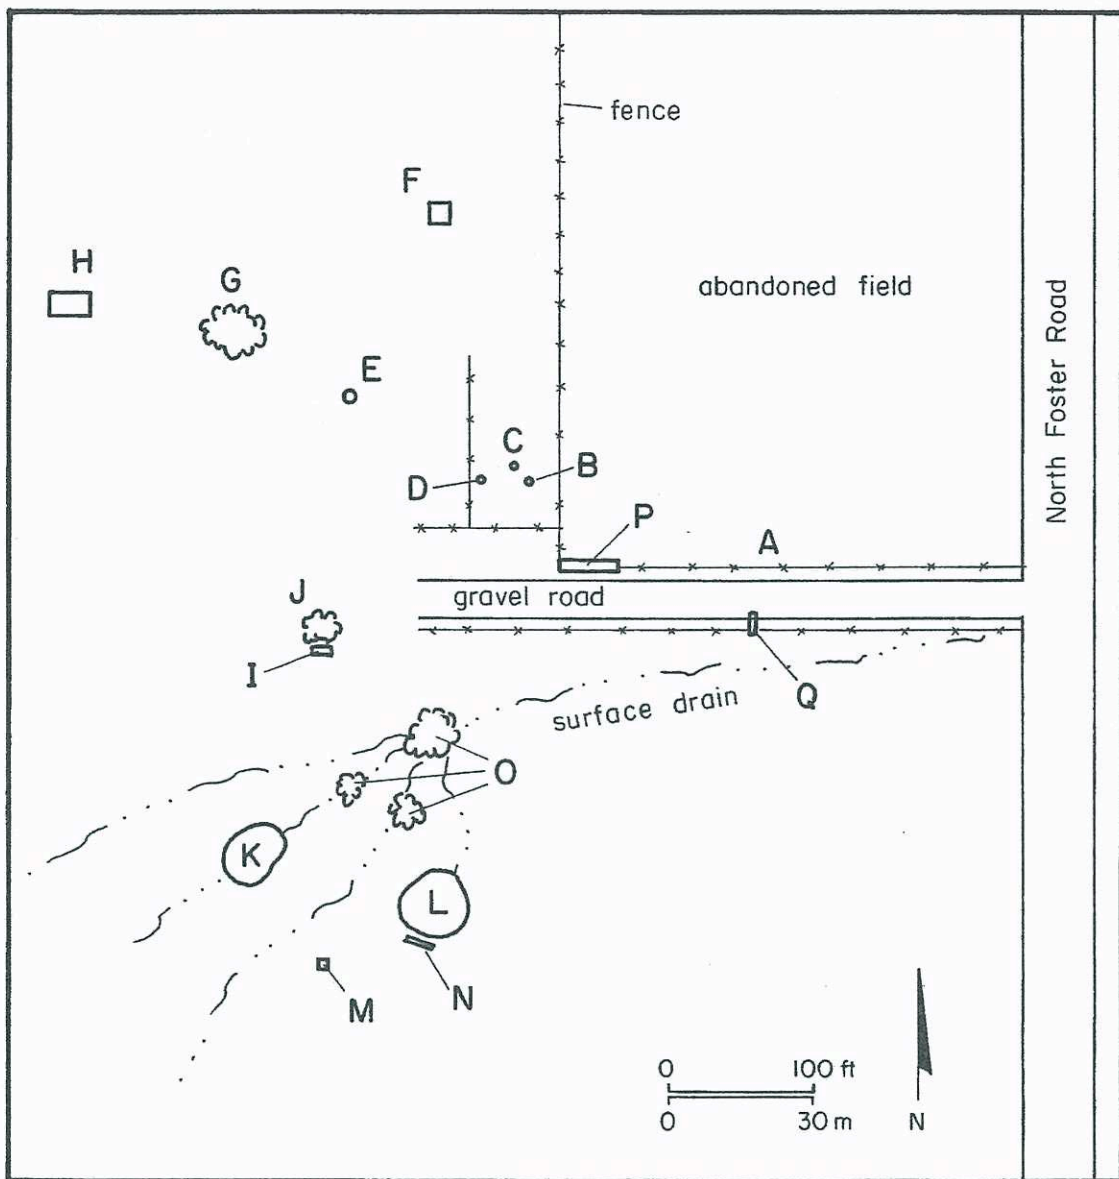 fence
F
H
G
abandoned field
North Foster Road
E
C
B
D
P
A
gravel road
J
I
Q
surface drain
O
K
L
M
N
0 100 ft
0 30 m
N